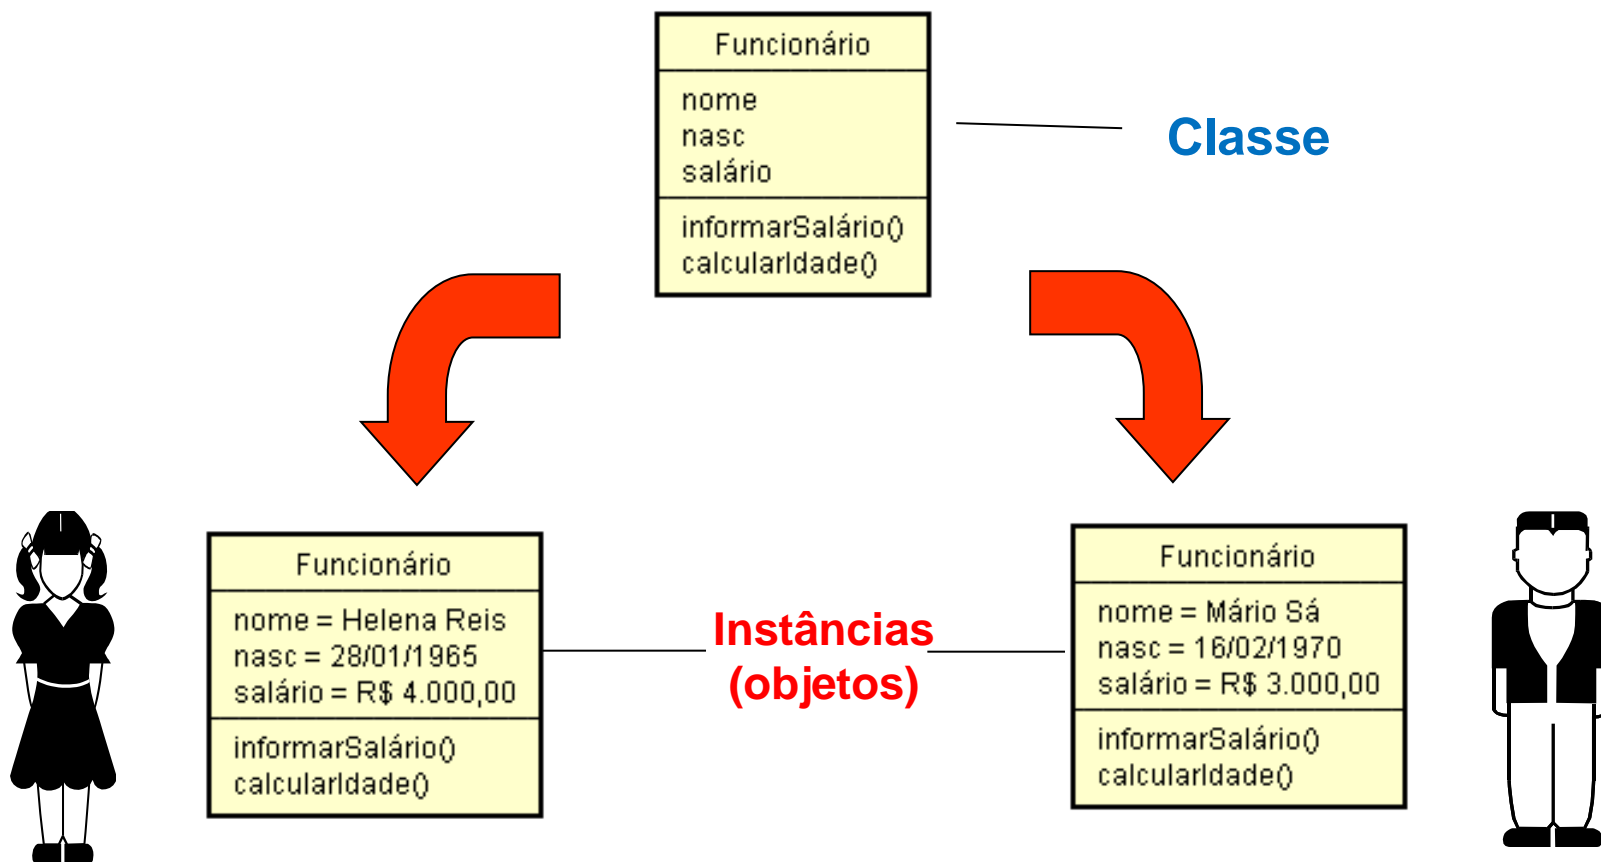 Funcionário
nome
nasc
salário
informarSalário()
calcularIdade()
Classe
Funcionário
nome = Helena Reis
nasc = 28/01/1965
salário = R$ 4.000,00
informarSalário()
calcularIdade()
Instâncias
(objetos)
Funcionário
nome = Mário Sá
nasc = 16/02/1970
salário = R$ 3.000,00
informarSalário()
calcularIdade()